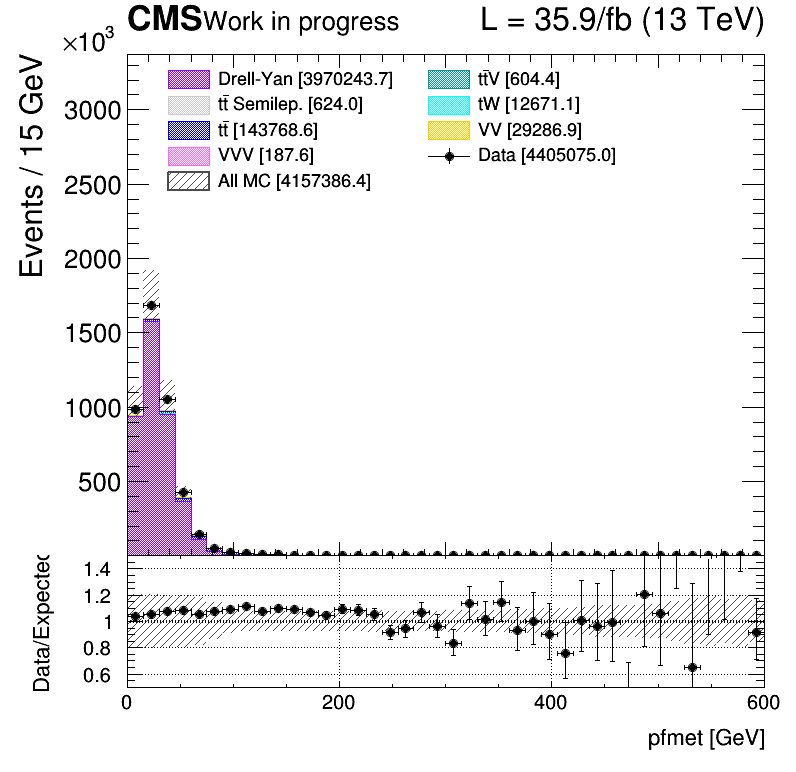 CMS Work in progress L = 35.9/fb (13 TeV)
×10³
Drell-Yan [3970243.7] tt̄V [604.4]
tt̄ Semilep. [624.0] tW [12671.1]
tt̄ [143768.6] VV [29286.9]
VVV [187.6] Data [4405075.0]
All MC [4157386.4]
Events / 15 GeV
3000
2500
2000
1500
1000
500
Data/Expected
1.4
1.2
1
0.8
0.6
0 200 400 600
pfmet [GeV]